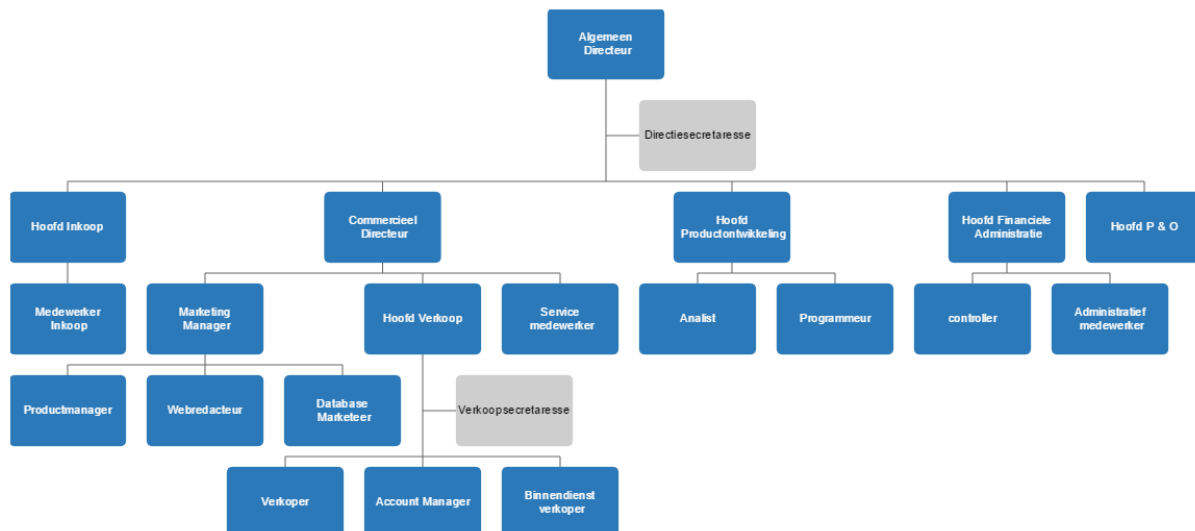 Algemeen
Directeur
Directiesecretaresse
Hoofd Inkoop
Commercieel
Directeur
Hoofd
Productontwikkeling
Hoofd Financiele
Administratie
Hoofd P & O
Medewerker
Inkoop
Marketing
Manager
Hoofd Verkoop
Service
medewerker
Analist
Programmeur
controller
Administratief
medewerker
Productmanager
Webredacteur
Database
Marketeer
Verkoopsecretaresse
Verkoper
Account Manager
Binnendienst
verkoper